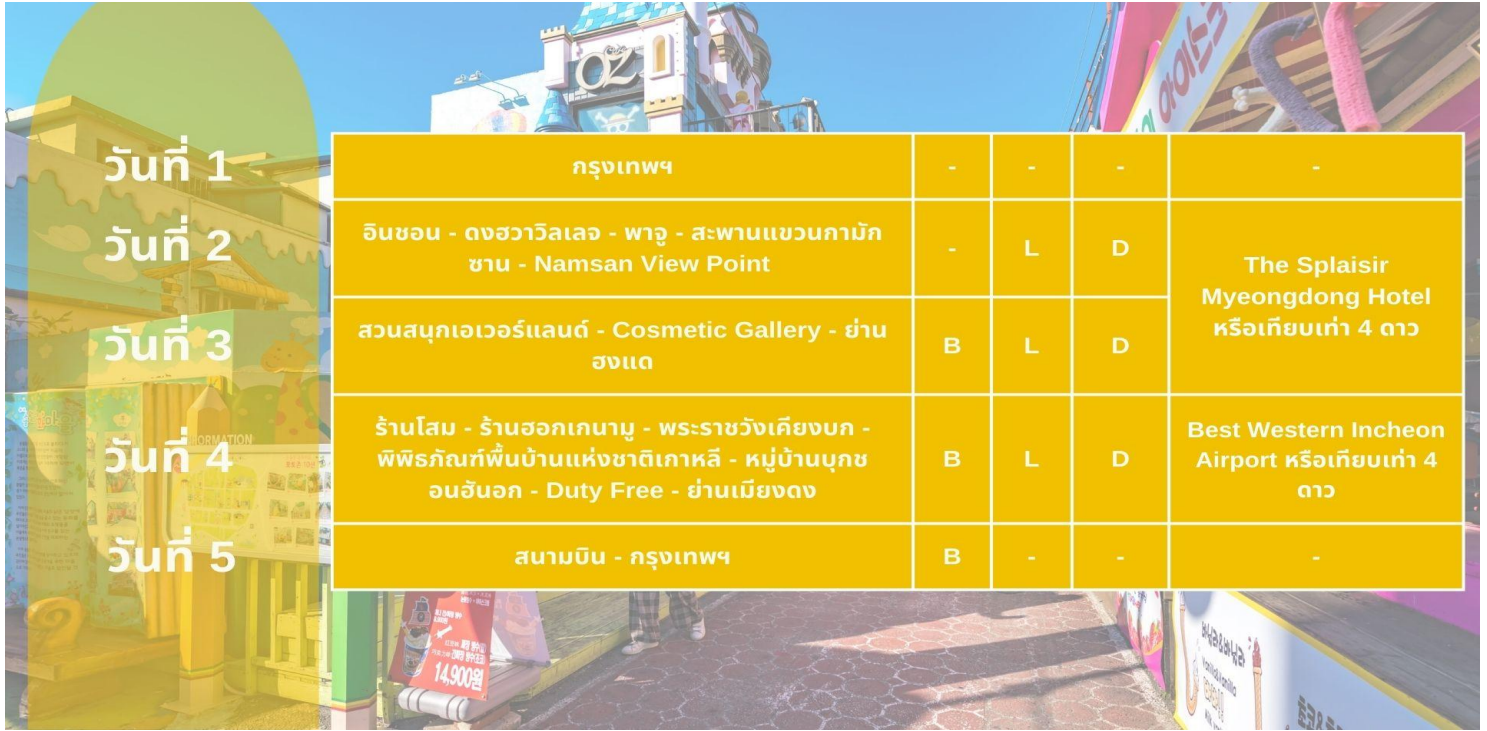 OZ
วันที่ 1
กรุงเทพฯ
-
-
-
-
วันที่ 2
อินชอน - ดงฮวาวิลเลจ - พาจู - สะพานแขวนกามัก
ซาน - Namsan View Point
-
L
D
The Splaisir
Myeongdong Hotel
หรือเทียบเท่า 4 ดาว
วันที่ 3
สวนสนุกเอเวอร์แลนด์ - Cosmetic Gallery - ย่าน
ฮงแด
B
L
D
วันที่ 4
ร้านโสม - ร้านฮอกเกนามู - พระราชวังเคียงบก -
พิพิธภัณฑ์พื้นบ้านแห่งชาติเกาหลี - หมู่บ้านบุกช
อนฮันอก - Duty Free - ย่านเมียงดง
B
L
D
Best Western Incheon
Airport หรือเทียบเท่า 4
ดาว
วันที่ 5
สนามบิน - กรุงเทพฯ
B
-
-
-
14,900원
바닐라&바닐라
Vanilla&Vanilla